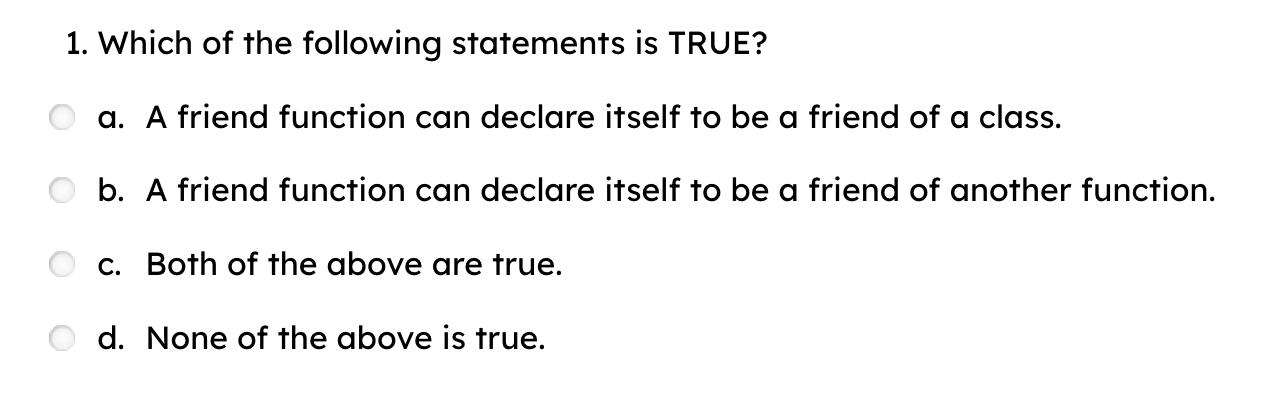 1. Which of the following statements is TRUE?
a. A friend function can declare itself to be a friend of a class.
b. A friend function can declare itself to be a friend of another function.
c. Both of the above are true.
d. None of the above is true.